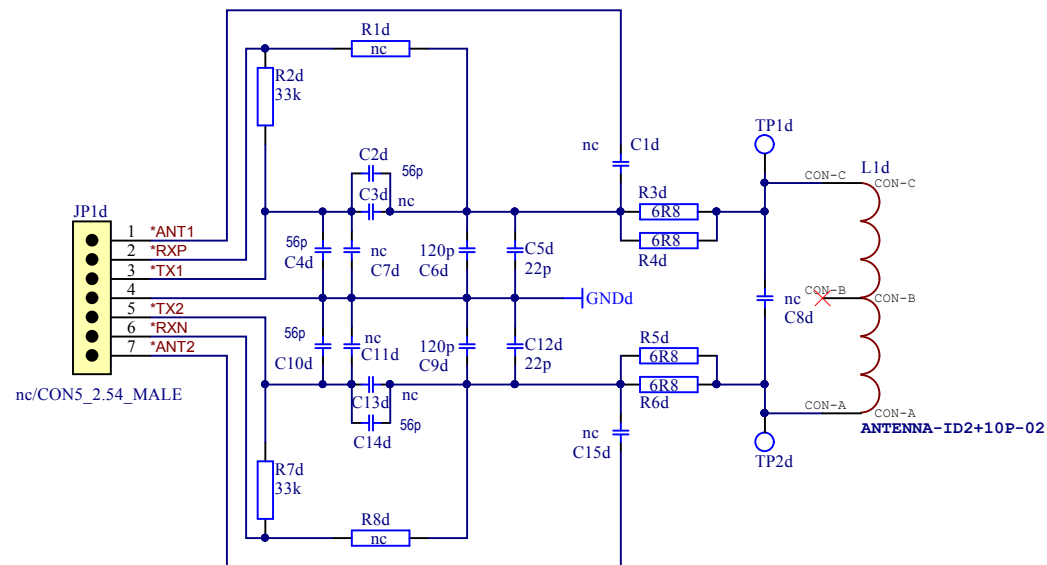 R1d
nc
R2d
33k
TP1d
C2d
56p
nc
C1d
L1d
CON-C
CON-C
C3d
nc
R3d
6R8
JP1d
1 *ANT1
2 *RXP
3 *TX1
4
5 *TX2
6 *RXN
7 *ANT2
nc/CON5_2.54_MALE
56p
C4d
nc
C7d
120p
C6d
C5d
22p
6R8
R4d
GNDd
CON-B
CON-B
nc
C8d
56p
C10d
nc
C11d
120p
C9d
C12d
22p
R5d
6R8
6R8
R6d
C13d
nc
CON-A
CON-A
ANTENNA-ID2+10P-02
56p
C14d
nc
C15d
TP2d
R7d
33k
R8d
nc